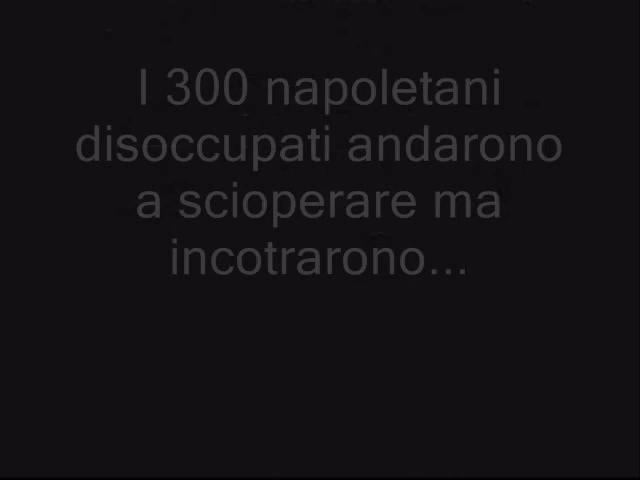 I 300 napoletani
disoccupati andarono
a scioperare ma
incotrarono...